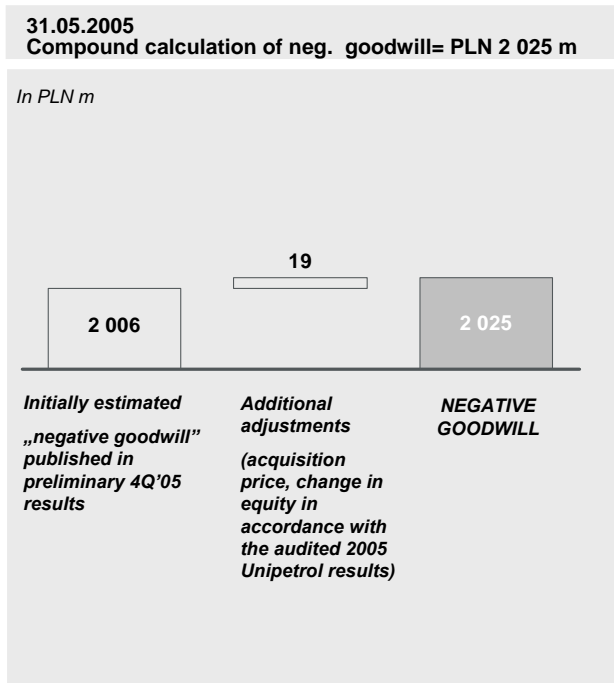 31.05.2005
Compound calculation of neg. goodwill= PLN 2 025 m
In PLN m
19
2 006
2 025
Initially estimated
„negative goodwill”
published in
preliminary 4Q’05
results
Additional
adjustments
(acquisition
price, change in
equity in
accordance with
the audited 2005
Unipetrol results)
NEGATIVE
GOODWILL